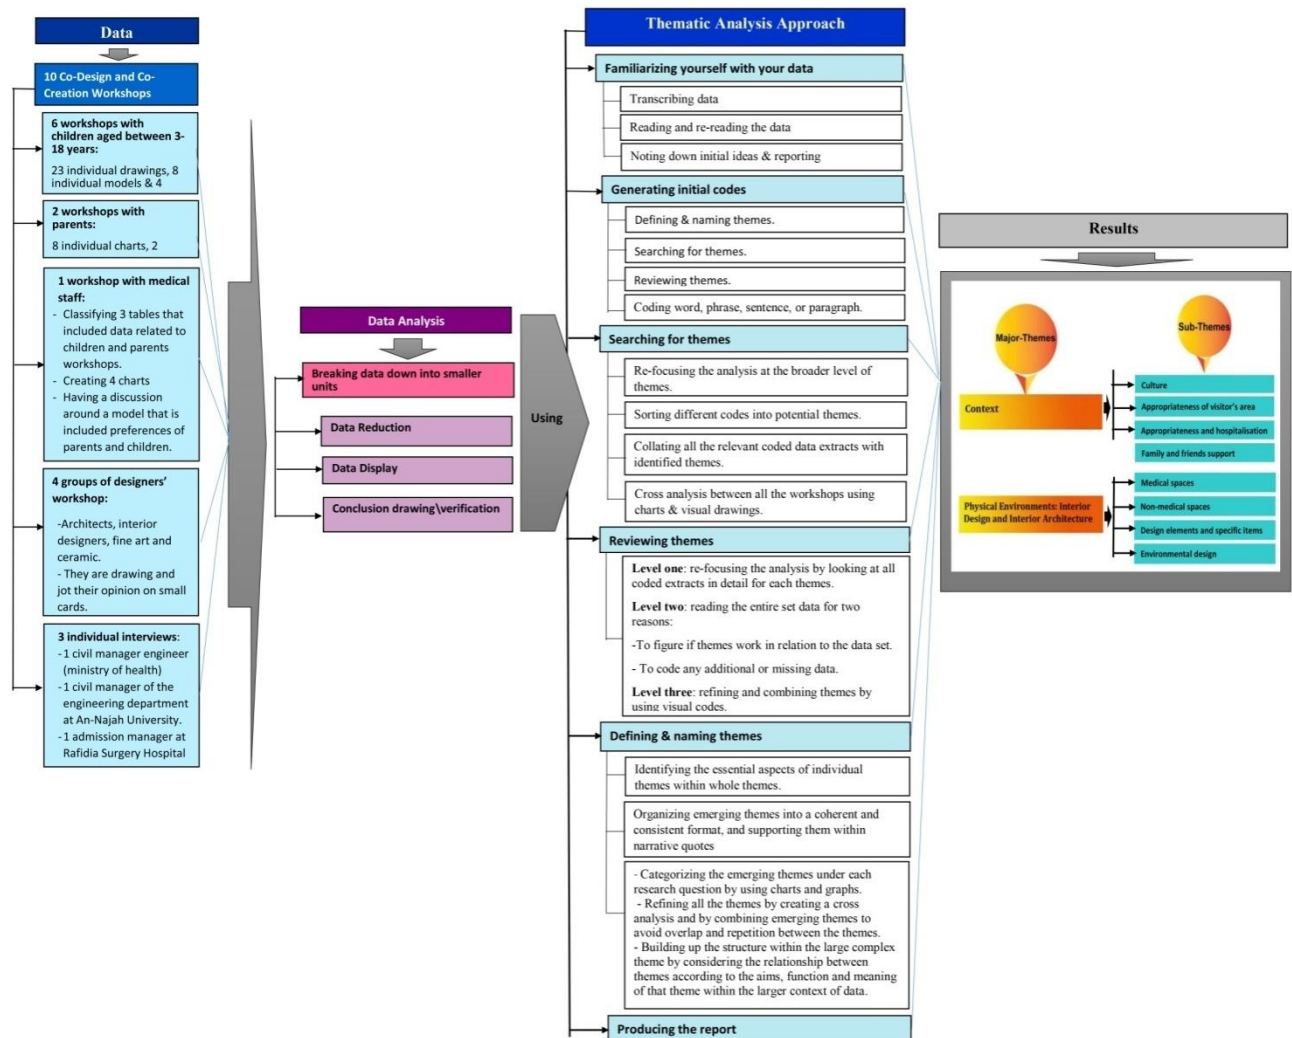 Data
10 Co-Design and Co-
Creation Workshops
6 workshops with
children aged between 3-
18 years:
23 individual drawings, 8
individual models & 4
2 workshops with
parents:
8 individual charts, 2
1 workshop with medical
staff:
- Classifying 3 tables that
included data related to
children and parents
workshops.
- Creating 4 charts
- Having a discussion
around a model that is
included preferences of
parents and children.
4 groups of designers’
workshop:
-Architects, interior
designers, fine art and
ceramic.
- They are drawing and
jot their opinion on small
cards.
3 individual interviews:
-1 civil manager engineer
(ministry of health)
-1 civil manager of the
engineering department
at An-Najah University.
-1 admission manager at
Rafidia Surgery Hospital
Data Analysis
Breaking data down into smaller
units
Data Reduction
Data Display
Conclusion drawing\verification
Using
Thematic Analysis Approach
Familiarizing yourself with your data
Transcribing data
Reading and re-reading the data
Noting down initial ideas & reporting
Generating initial codes
Defining & naming themes.
Searching for themes.
Reviewing themes.
Coding word, phrase, sentence, or paragraph.
Searching for themes
Re-focusing the analysis at the broader level of
themes.
Sorting different codes into potential themes.
Collating all the relevant coded data extracts with
identified themes.
Cross analysis between all the workshops using
charts & visual drawings.
Reviewing themes
Level one: re-focusing the analysis by looking at all
coded extracts in detail for each themes.
Level two: reading the entire set data for two
reasons:
-To figure if themes work in relation to the data set.
- To code any additional or missing data.
Level three: refining and combining themes by
using visual codes.
Defining & naming themes
Identifying the essential aspects of individual
themes within whole themes.
Organizing emerging themes into a coherent and
consistent format, and supporting them within
narrative quotes
- Categorizing the emerging themes under each
research question by using charts and graphs.
- Refining all the themes by creating a cross
analysis and by combining emerging themes to
avoid overlap and repetition between the themes.
- Building up the structure within the large complex
theme by considering the relationship between
themes according to the aims, function and meaning
of that theme within the larger context of data.
Producing the report
Results
Major-Themes
Sub-Themes
Context
Culture
Appropriateness of visitor's area
Appropriateness and hospitalisation
Family and friends support
Physical Environments: Interior
Design and Interior Architecture
Medical spaces
Non-medical spaces
Design elements and specific items
Environmental design